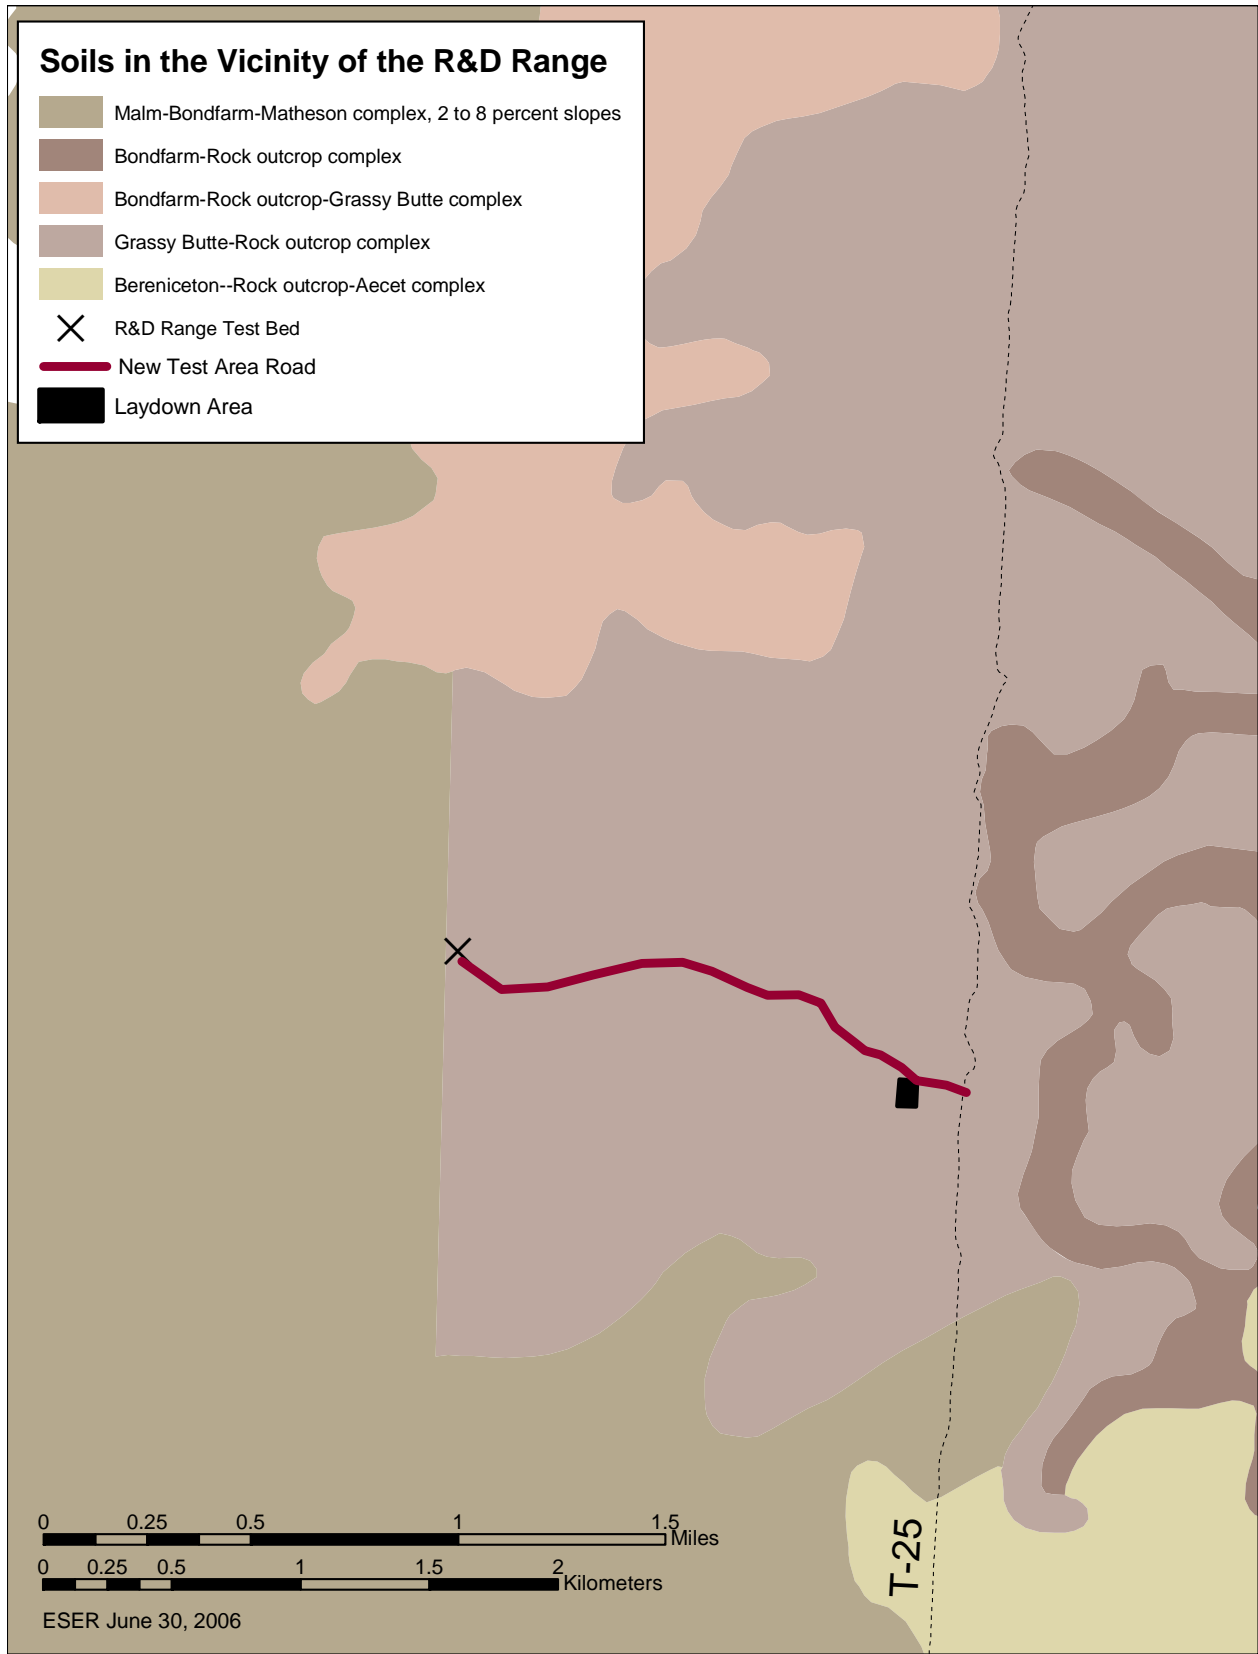 Soils in the Vicinity of the R&D Range
Malm-Bondfarm-Matheson complex, 2 to 8 percent slopes
Bondfarm-Rock outcrop complex
Bondfarm-Rock outcrop-Grassy Butte complex
Grassy Butte-Rock outcrop complex
Bereniceton--Rock outcrop-Aecet complex
R&D Range Test Bed
New Test Area Road
Laydown Area
T-25
0 0.25 0.5 1 1.5
Miles
0 0.25 0.5 1 1.5 2
Kilometers
ESER June 30, 2006